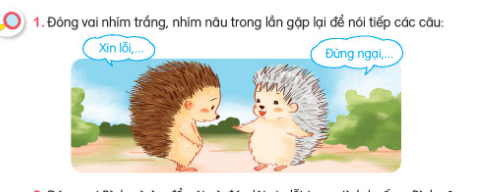 1. Đóng vai nhím trắng, nhím nâu trong lần gặp lại để nói tiếp các câu:
Xin lỗi,...
Đừng ngại,...